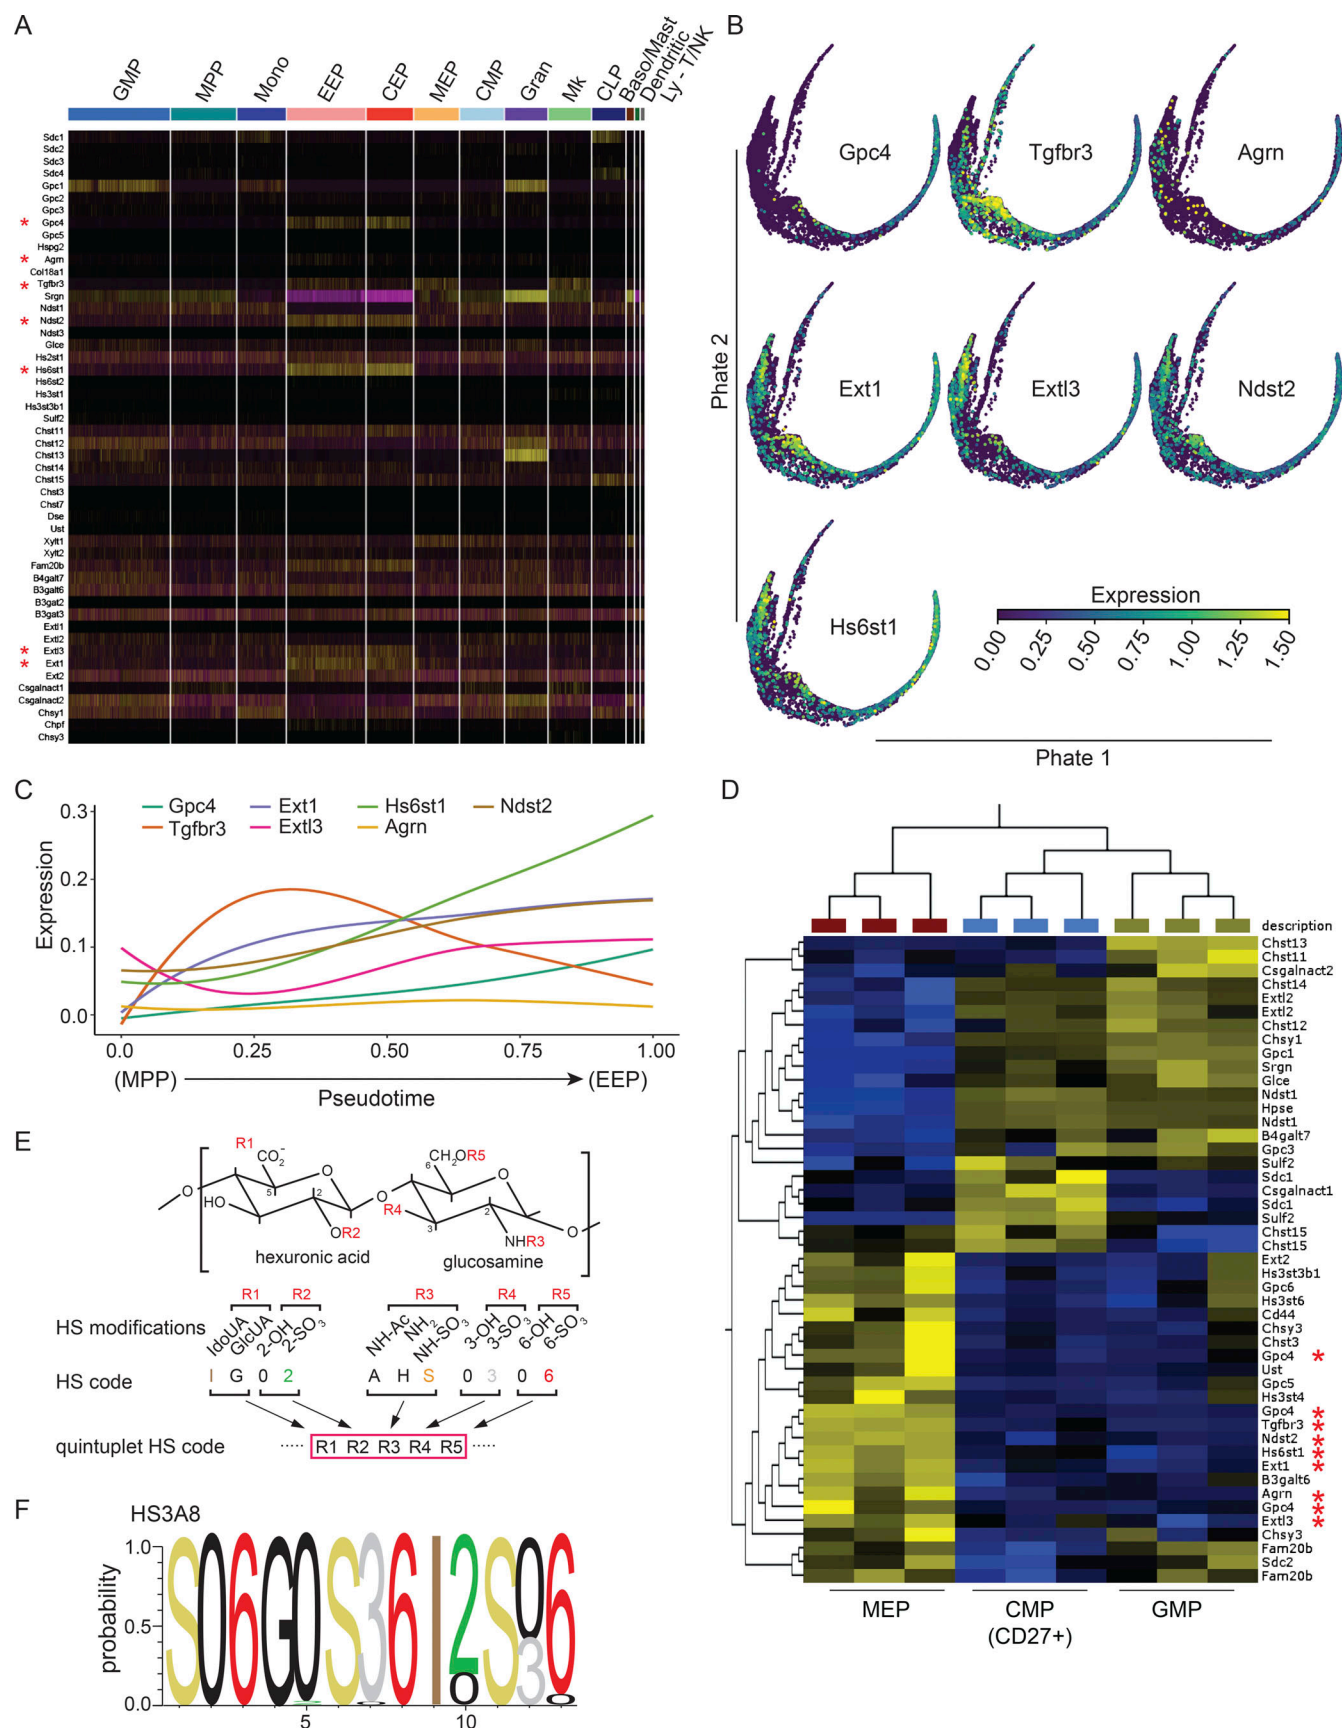 A
GMP
MPP
Mono
EEP
CEP
MEP
CMP
Gran
Mk
CLP
Baso/Mast
Dendritic
Ly - T/NK
Sdc1
Sdc2
Sdc3
Sdc4
Gpc1
Gpc2
Gpc3
* Gpc4
Gpc5
Hspg2
* Agrn
Col18a1
* Tgfbr3
Srgn
Ndst1
* Ndst2
Ndst3
Glce
Hs2st1
* Hs6st1
Hs6st2
Hs3st1
Hs3st3b1
Sulf2
Chst11
Chst12
Chst13
Chst14
Chst15
Chst3
Chst7
Dse
Ust
Xylt1
Xylt2
Fam20b
B4galt7
B3galt6
B3gat2
B3gat3
Extl1
Extl2
* Extl3
* Ext1
Ext2
Csgalnact1
Csgalnact2
Chsy1
Chpf
Chsy3
B
Gpc4
Tgfbr3
Agrn
Ext1
Extl3
Ndst2
Hs6st1
Expression
0.00 0.25 0.50 0.75 1.00 1.25 1.50
Phate 2
Phate 1
C
Gpc4 Ext1 Hs6st1 Ndst2
Tgfbr3 Extl3 Agrn
Expression
0.3
0.2
0.1
0.0
0.0 0.25 0.50 0.75 1.00
(MPP) (EEP)
Pseudotime
D
description
Chst13
Chst11
Csgalnact2
Chst14
Extl2
Extl2
Chst12
Chsy1
Gpc1
Srgn
Glce
Ndst1
Hpse
Ndst1
B4galt7
Gpc3
Sulf2
Sdc1
Csgalnact1
Sdc1
Sulf2
Chst15
Chst15
Ext2
Hs3st3b1
Gpc6
Hs3st6
Cd44
Chsy3
Chst3
Gpc4 *
Ust
Gpc5
Hs3st4
Gpc4 *
Tgfbr3 *
Ndst2 *
Hs6st1 *
Ext1 *
B3galt6
Agrn *
Gpc4 *
Extl3 *
Chsy3
Fam20b
Sdc2
Fam20b
MEP CMP GMP
(CD27+)
E
R1
CO2-
5
O
HO
2
OR2
hexuronic acid
O
O
6
CH2OR5
O
R4
3
2
NHR3
O
glucosamine
R1 R2 R3 R4 R5
HS modifications
IdoUA GlcUA 2-OH 2-SO3 NH-Ac NH2 NH-SO3 3-OH 3-SO3 6-OH 6-SO3
HS code I G 0 2 A H S 0 3 0 6
quintuplet HS code ..... R1 R2 R3 R4 R5 .....
F
HS3A8
probability
1.0
0.5
0.0
S06G0S36I2S06
0 3 0
5 10